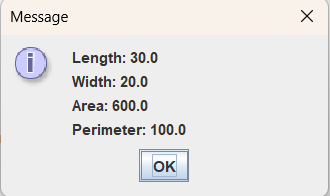 Message
Length: 30.0
Width: 20.0
Area: 600.0
Perimeter: 100.0
OK